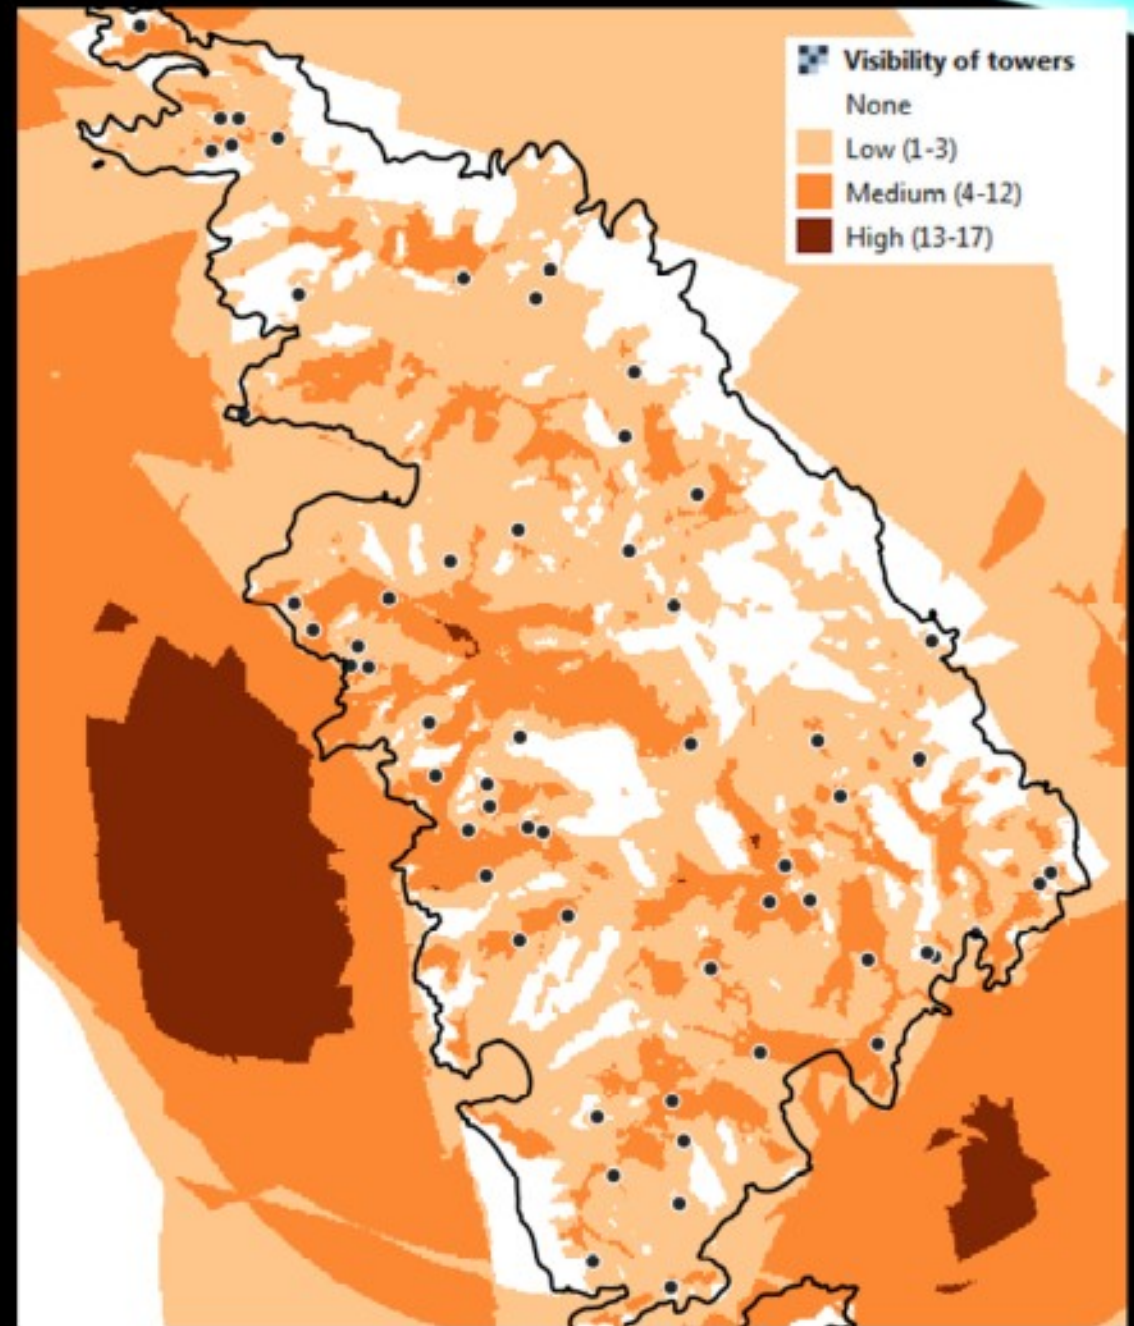 Visibility of towers
None
Low (1-3)
Medium (4-12)
High (13-17)